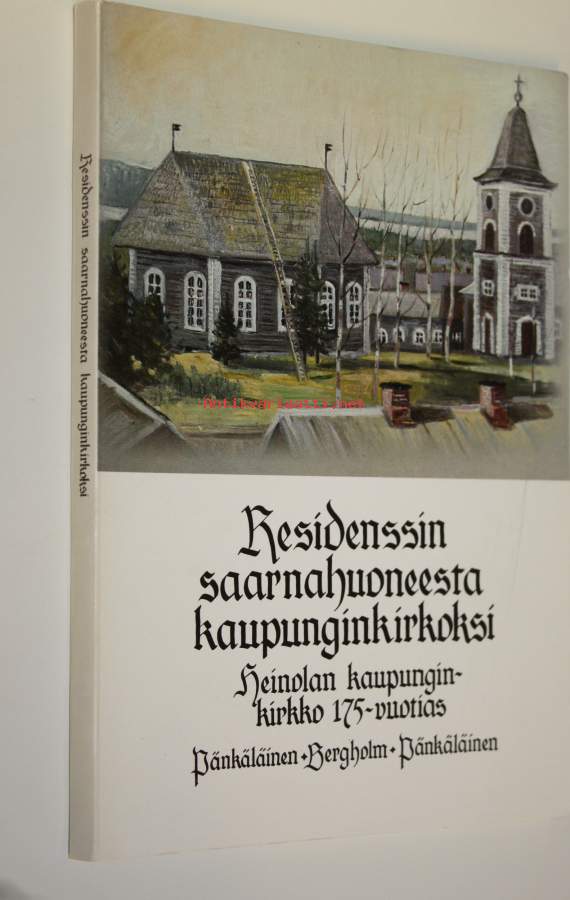 Residenssin saarnahuoneesta kaupunginkirkoksi
Antikvariaatti.net
Residenssin
saarnahuoneesta
kaupunginkirkoksi
Heinolan kaupungin-
kirkko 175-vuotias
Pänkäläinen • Bergholm • Pänkäläinen